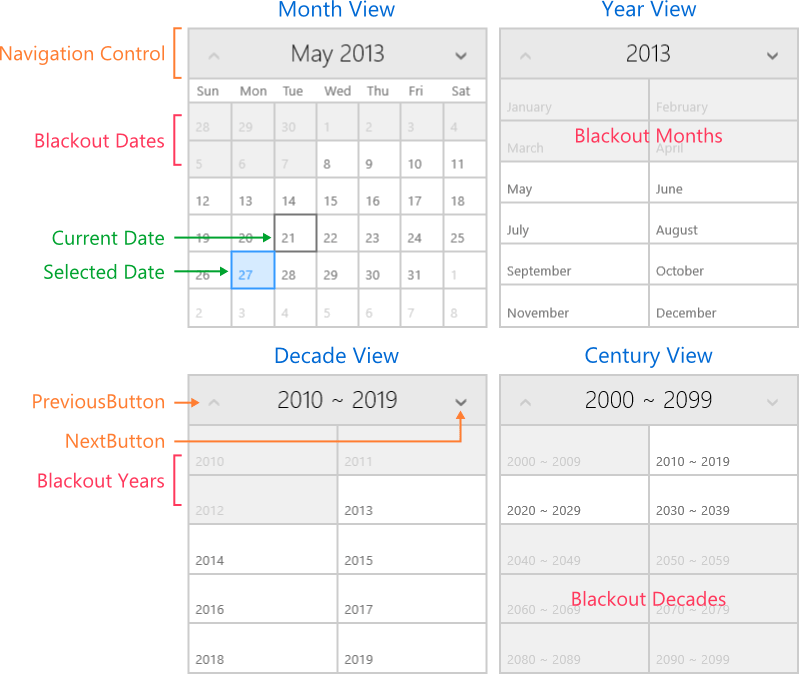 Month View
Navigation Control
May 2013
Sun Mon Tue Wed Thu Fri Sat
Blackout Dates
28 29 30 1 2 3 4
5 6 7 8 9 10 11
12 13 14 15 16 17 18
Current Date
19 20 21 22 23 24 25
Selected Date
26 27 28 29 30 31 1
2 3 4 5 6 7 8
Year View
2013
January February
Blackout Months
March April
May June
July August
September October
November December
Decade View
PreviousButton
2010 ~ 2019
NextButton
Blackout Years
2010 2011
2012 2013
2014 2015
2016 2017
2018 2019
Century View
2000 ~ 2099
2000 ~ 2009 2010 ~ 2019
2020 ~ 2029 2030 ~ 2039
2040 ~ 2049 2050 ~ 2059
Blackout Decades
2060 ~ 2069 2070 ~ 2079
2080 ~ 2089 2090 ~ 2099